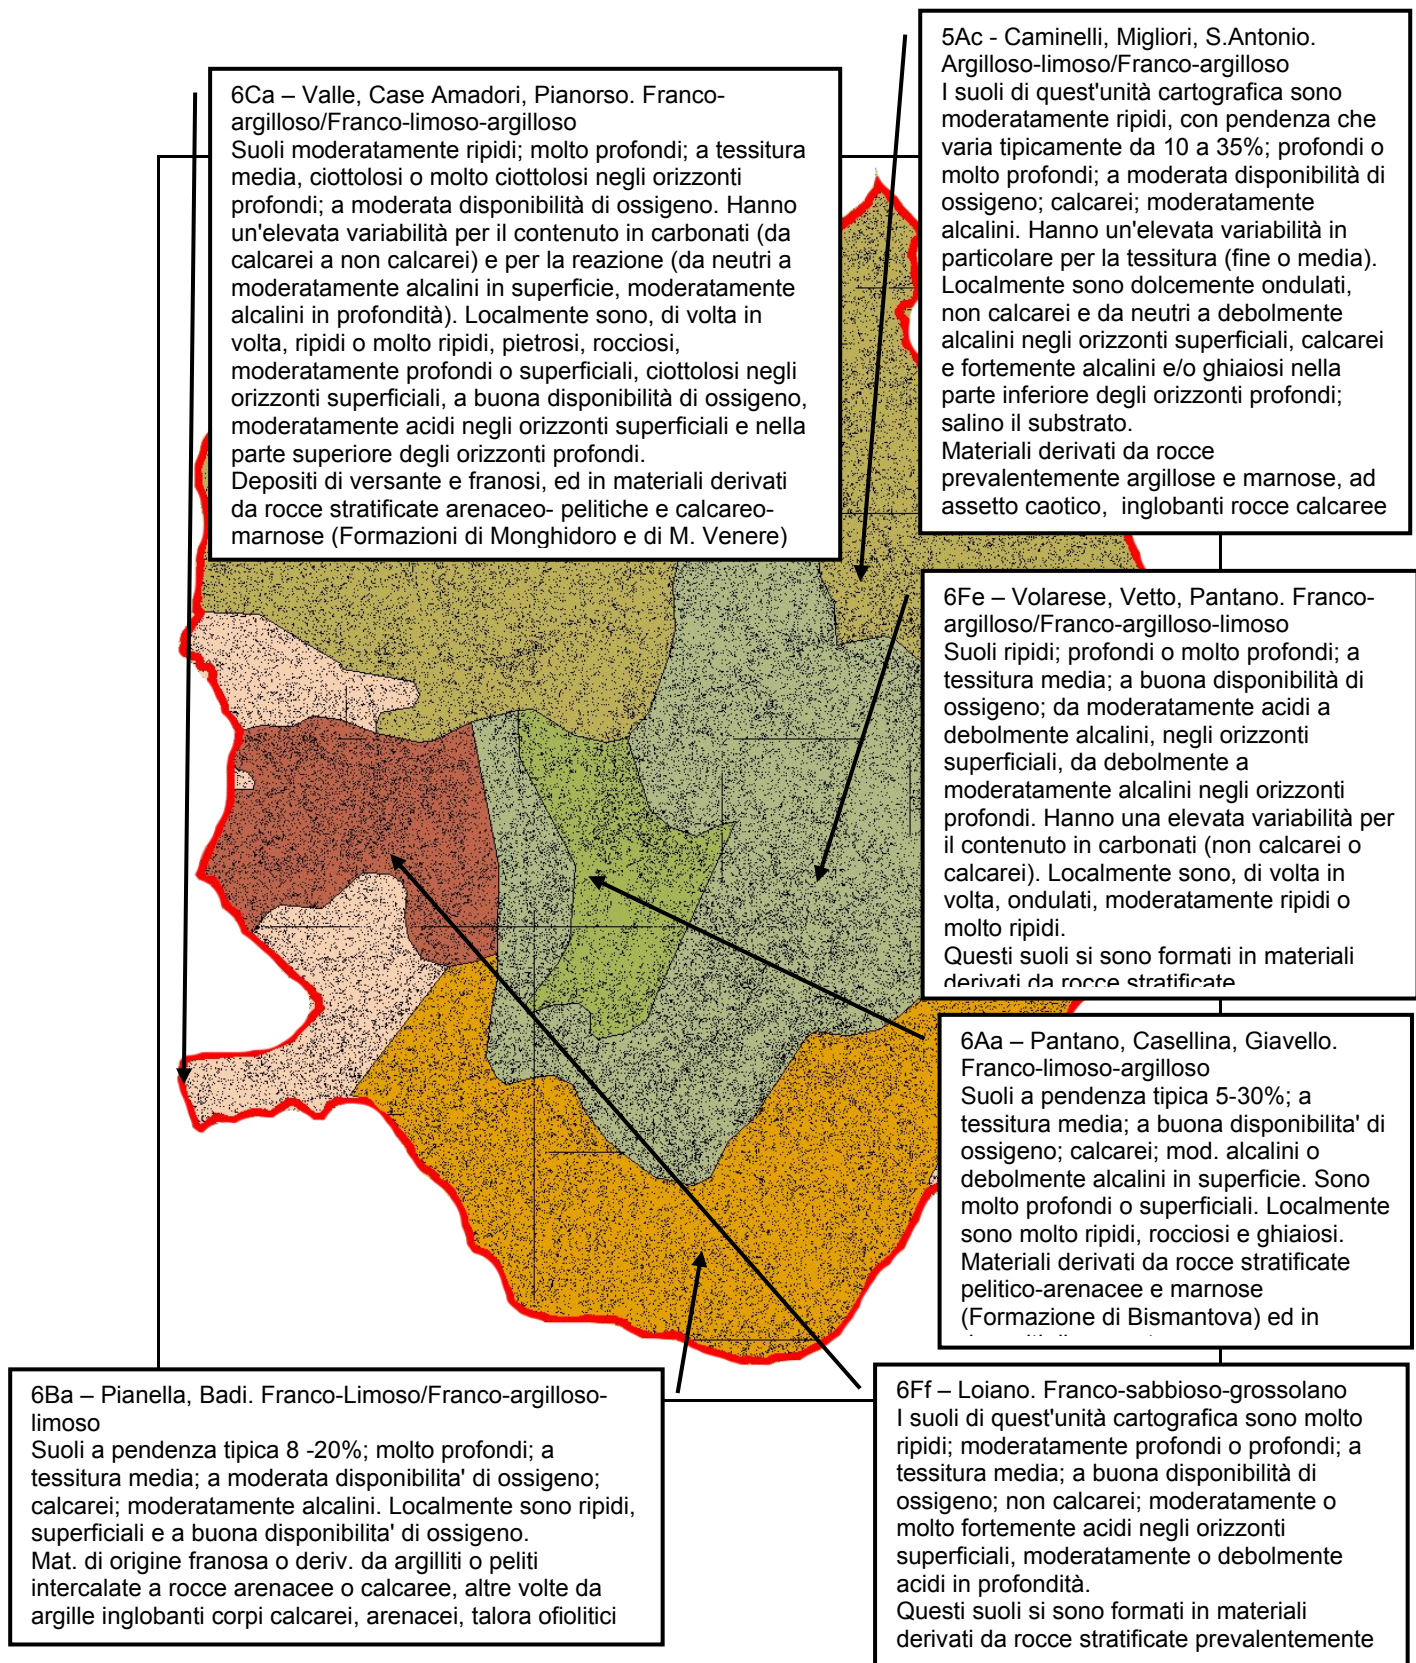 6Ca – Valle, Case Amadori, Pianorso. Franco-
argilloso/Franco-limoso-argilloso
Suoli moderatamente ripidi; molto profondi; a tessitura
media, ciottolosi o molto ciottolosi negli orizzonti
profondi; a moderata disponibilità di ossigeno. Hanno
un'elevata variabilità per il contenuto in carbonati (da
calcarei a non calcarei) e per la reazione (da neutri a
moderatamente alcalini in superficie, moderatamente
alcalini in profondità). Localmente sono, di volta in
volta, ripidi o molto ripidi, pietrosi, rocciosi,
moderatamente profondi o superficiali, ciottolosi negli
orizzonti superficiali, a buona disponibilità di ossigeno,
moderatamente acidi negli orizzonti superficiali e nella
parte superiore degli orizzonti profondi.
Depositi di versante e franosi, ed in materiali derivati
da rocce stratificate arenaceo- pelitiche e calcareo-
marnose (Formazioni di Monghidoro e di M. Venere)
5Ac - Caminelli, Migliori, S.Antonio.
Argilloso-limoso/Franco-argilloso
I suoli di quest'unità cartografica sono
moderatamente ripidi, con pendenza che
varia tipicamente da 10 a 35%; profondi o
molto profondi; a moderata disponibilità di
ossigeno; calcarei; moderatamente
alcalini. Hanno un'elevata variabilità in
particolare per la tessitura (fine o media).
Localmente sono dolcemente ondulati,
non calcarei e da neutri a debolmente
alcalini negli orizzonti superficiali, calcarei
e fortemente alcalini e/o ghiaiosi nella
parte inferiore degli orizzonti profondi;
salino il substrato.
Materiali derivati da rocce
prevalentemente argillose e marnose, ad
assetto caotico,  inglobanti rocce calcaree
6Fe – Volarese, Vetto, Pantano. Franco-
argilloso/Franco-argilloso-limoso
Suoli ripidi; profondi o molto profondi; a
tessitura media; a buona disponibilità di
ossigeno; da moderatamente acidi a
debolmente alcalini, negli orizzonti
superficiali, da debolmente a
moderatamente alcalini negli orizzonti
profondi. Hanno una elevata variabilità per
il contenuto in carbonati (non calcarei o
calcarei). Localmente sono, di volta in
volta, ondulati, moderatamente ripidi o
molto ripidi.
Questi suoli si sono formati in materiali
derivati da rocce stratificate
6Aa – Pantano, Casellina, Giavello.
Franco-limoso-argilloso
Suoli a pendenza tipica 5-30%; a
tessitura media; a buona disponibilita' di
ossigeno; calcarei; mod. alcalini o
debolmente alcalini in superficie. Sono
molto profondi o superficiali. Localmente
sono molto ripidi, rocciosi e ghiaiosi.
Materiali derivati da rocce stratificate
pelitico-arenacee e marnose
(Formazione di Bismantova) ed in
6Ba – Pianella, Badi. Franco-Limoso/Franco-argilloso-
limoso
Suoli a pendenza tipica 8 -20%; molto profondi; a
tessitura media; a moderata disponibilita' di ossigeno;
calcarei; moderatamente alcalini. Localmente sono ripidi,
superficiali e a buona disponibilita' di ossigeno.
Mat. di origine franosa o deriv. da argilliti o peliti
intercalate a rocce arenacee o calcaree, altre volte da
argille inglobanti corpi calcarei, arenacei, talora ofiolitici
6Ff – Loiano. Franco-sabbioso-grossolano
I suoli di quest'unità cartografica sono molto
ripidi; moderatamente profondi o profondi; a
tessitura media; a buona disponibilità di
ossigeno; non calcarei; moderatamente o
molto fortemente acidi negli orizzonti
superficiali, moderatamente o debolmente
acidi in profondità.
Questi suoli si sono formati in materiali
derivati da rocce stratificate prevalentemente